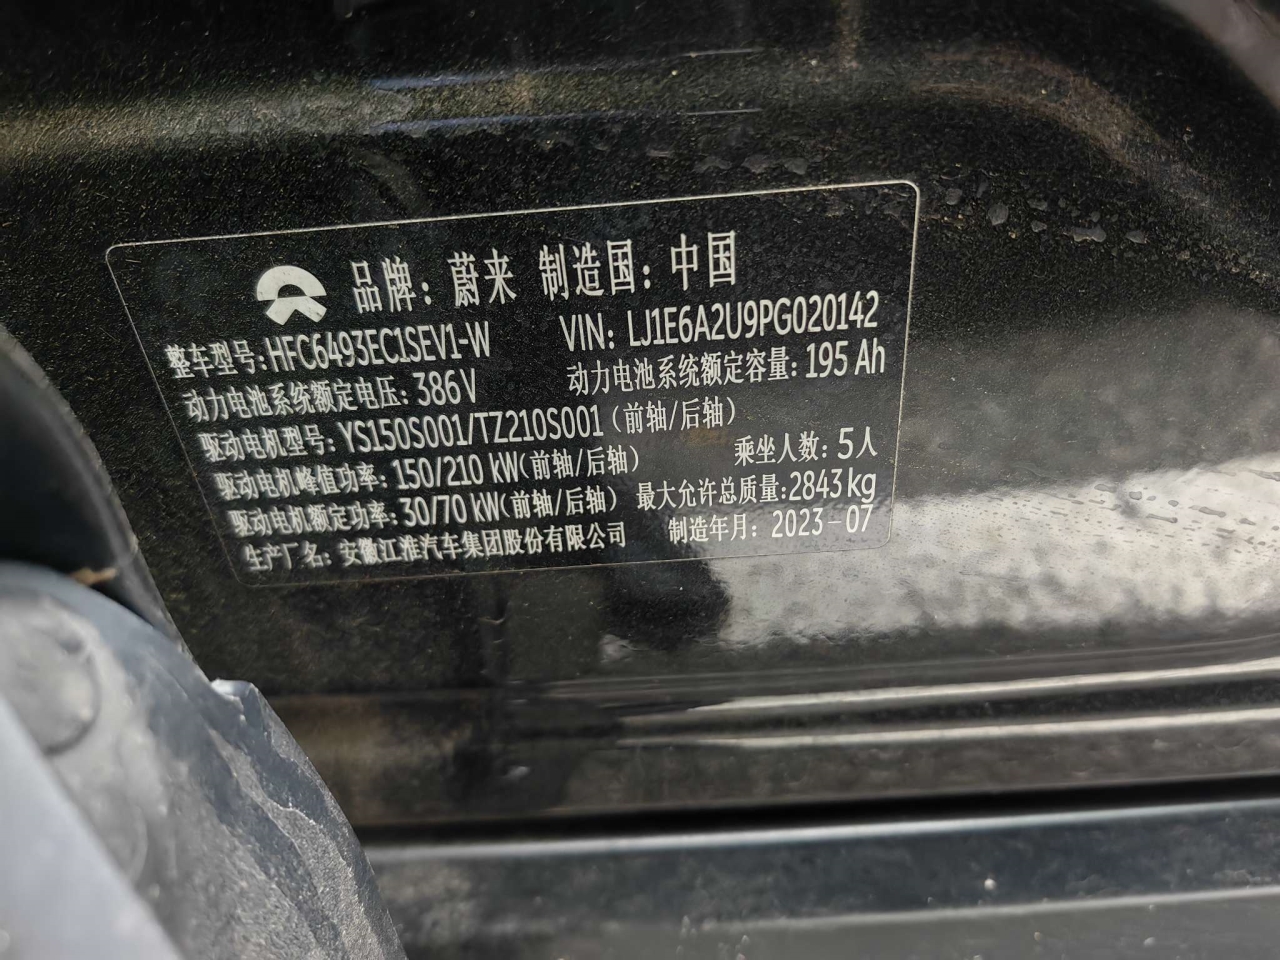 品牌：蔚来 制造国：中国
整车型号：HFC6493EC1SEV1-W VIN：LJ1E6A2U9PG020142
动力电池系统额定电压：386V 动力电池系统额定容量：195 Ah
驱动电机型号：YS150S001/TZ210S001（前轴/后轴）
驱动电机峰值功率：150/210 kW（前轴/后轴） 乘坐人数：5人
驱动电机额定功率：30/70 kW（前轴/后轴） 最大允许总质量：2843kg
生产厂名：安徽江淮汽车集团股份有限公司 制造年月：2023-07